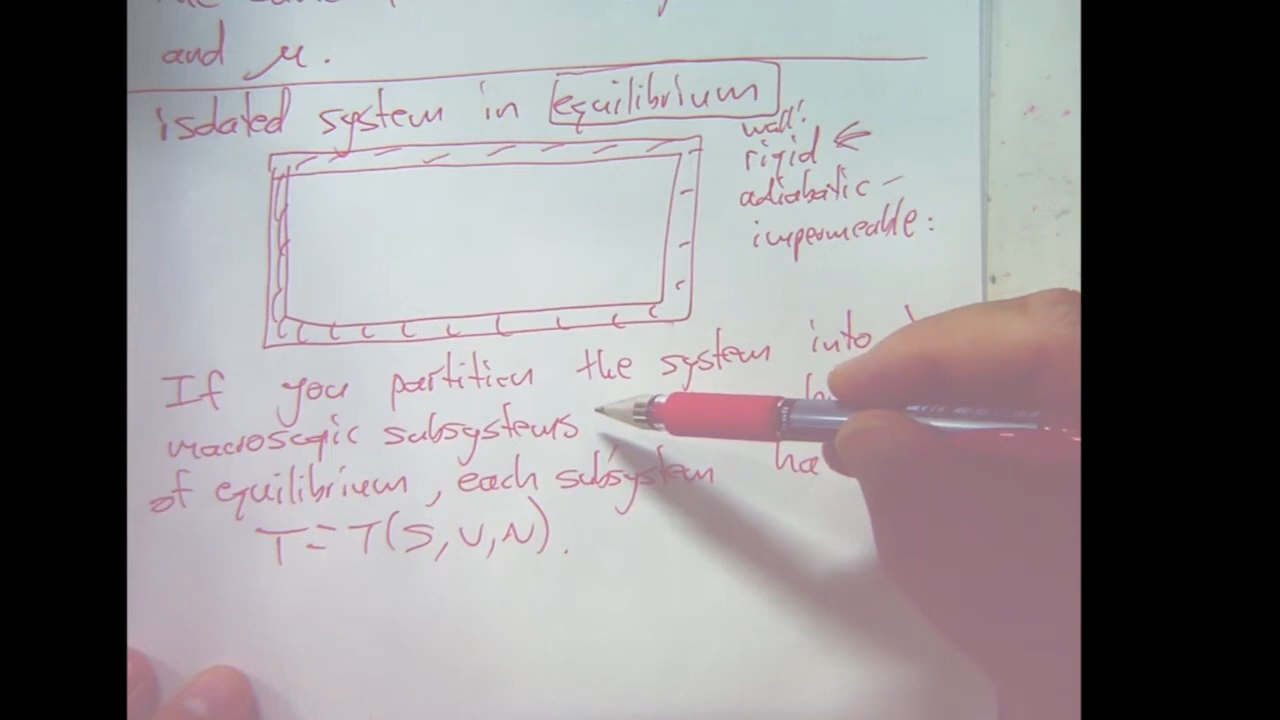 and μ.
isolated system in equilibrium
wall:
rigid ←
adiabatic –
impermeable:
If you partition the system into
macroscopic subsystems
of equilibrium, each subsystem ha
T = T(S, V, N).